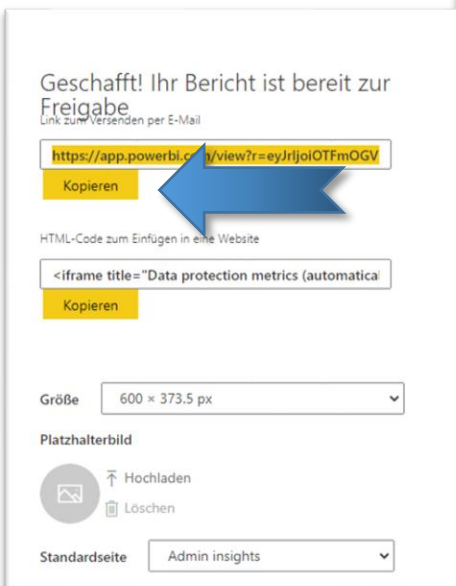 Geschafft! Ihr Bericht ist bereit zur
Freigabe
Link zum Versenden per E-Mail
https://app.powerbi.com/view?r=eyJrIjoiOTFmOGV
Kopieren
HTML-Code zum Einfügen in eine Website
<iframe title="Data protection metrics (automatical
Kopieren
Größe 600 × 373.5 px
Platzhalterbild
Hochladen
Löschen
Standardseite Admin insights